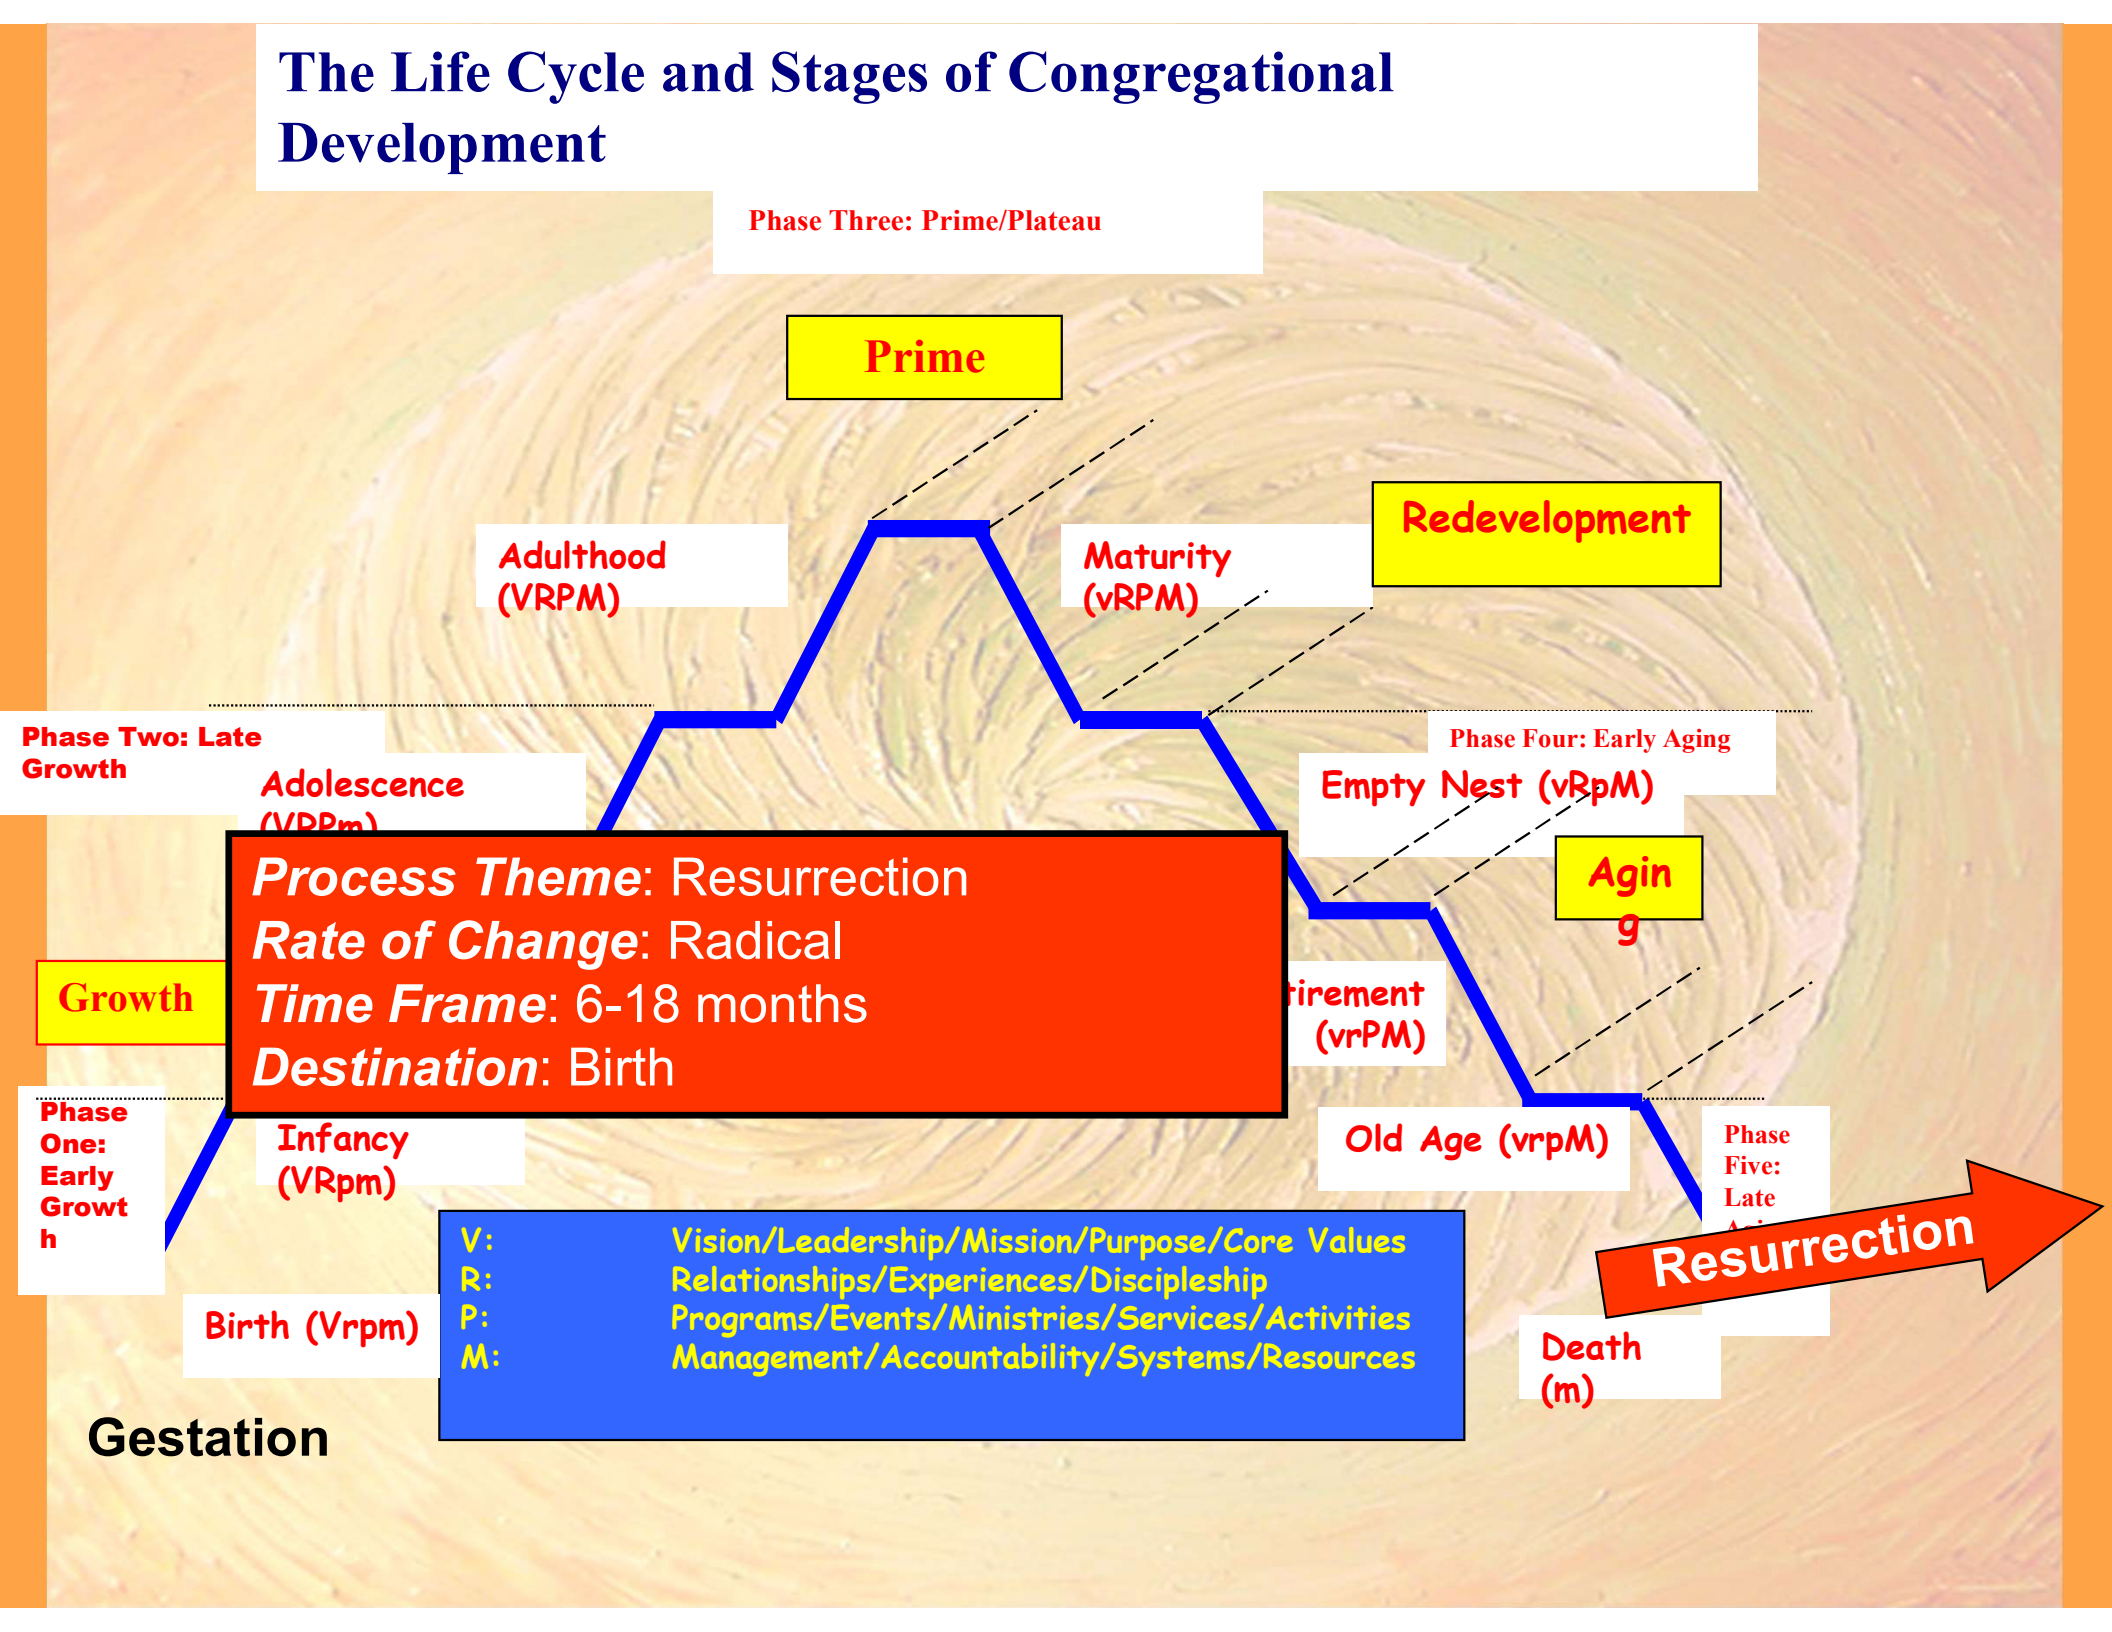 The Life Cycle and Stages of Congregational
Development
Phase Three: Prime/Plateau
Prime
Redevelopment
Adulthood
(VRPM)
Maturity
(vRPM)
Phase Two: Late
Growth
Adolescence
(VRPm)
Phase Four: Early Aging
Empty Nest (vRpM)
Agin
g
Process Theme: Resurrection
Rate of Change: Radical
Time Frame: 6-18 months
Destination: Birth
Growth
tirement
(vrPM)
Phase
One:
Early
Growt
h
Infancy
(VRpm)
Old Age (vrpM)
Phase
Five:
Late
Resurrection
V: Vision/Leadership/Mission/Purpose/Core Values
R: Relationships/Experiences/Discipleship
P: Programs/Events/Ministries/Services/Activities
M: Management/Accountability/Systems/Resources
Birth (Vrpm)
Death
(m)
Gestation